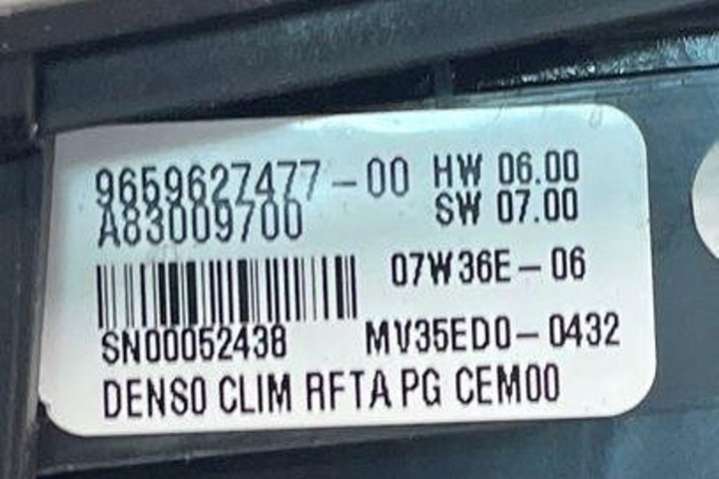 9659627477-00 HW 06.00
A83009700 SW 07.00
07W36E-06
SN00052438 MV35ED0-0432
DENSO CLIM RFTA PG CEM00